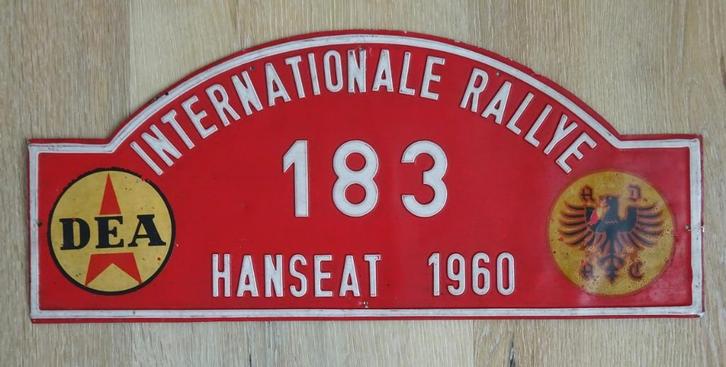 INTERNATIONALE RALLYE
183
DEA
HANSEAT 1960
A. D.
A C